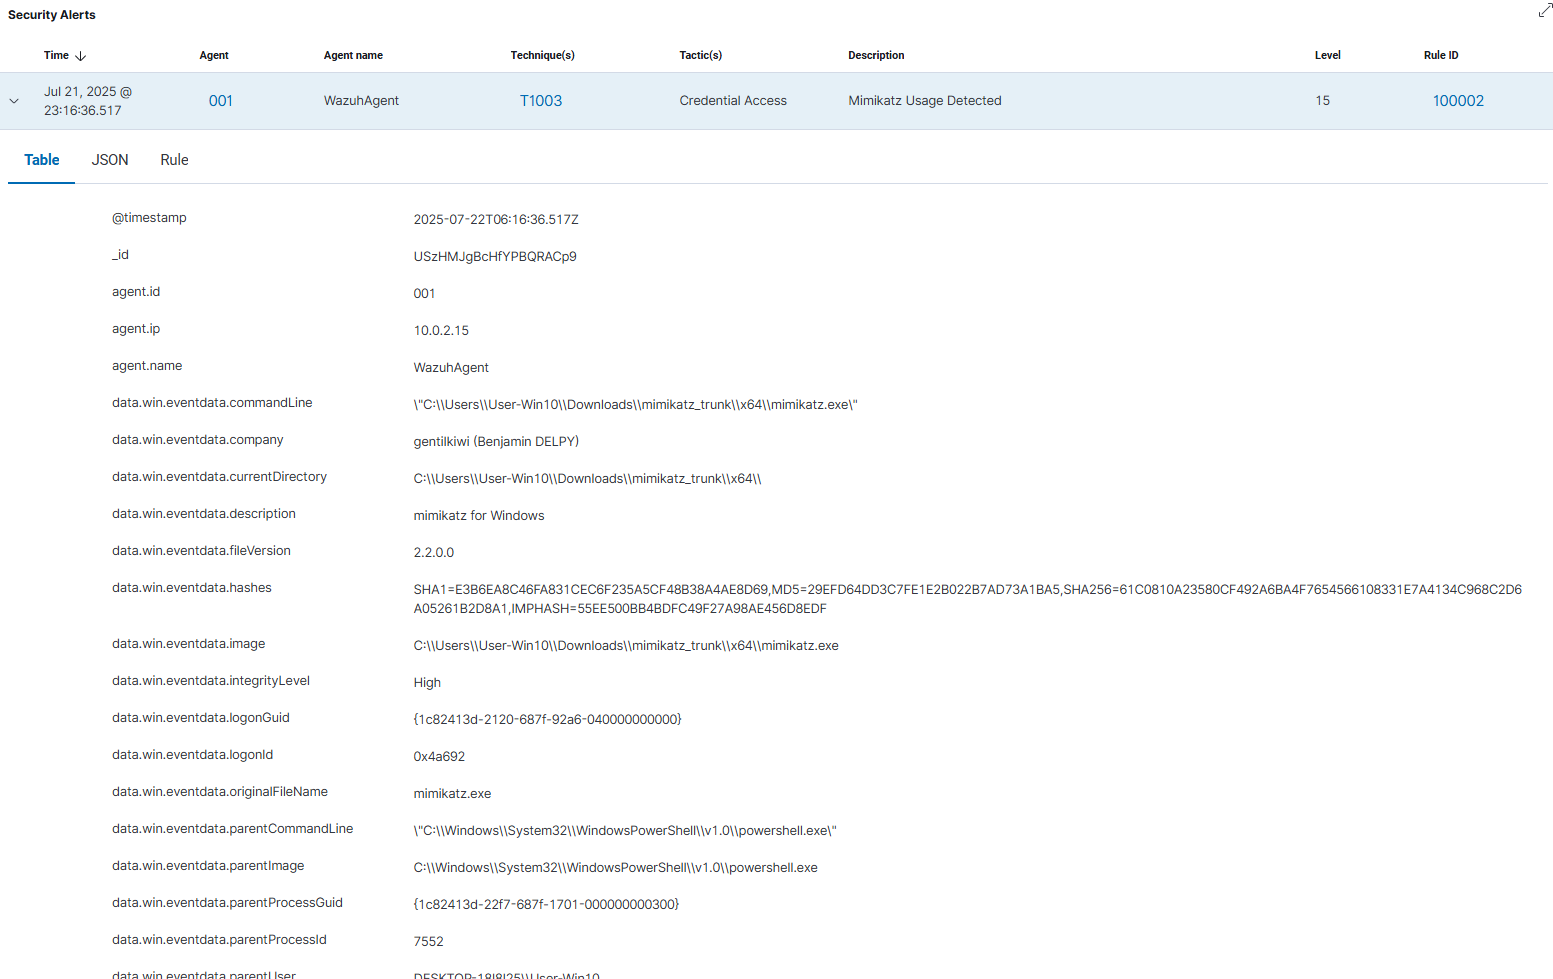 Security Alerts
Time Agent Agent name Technique(s) Tactic(s) Description Level Rule ID
Jul 21, 2025 @
23:16:36.517
001 WazuhAgent T1003 Credential Access Mimikatz Usage Detected 15 100002
Table JSON Rule
@timestamp 2025-07-22T06:16:36.517Z
_id USzHMJgBcHfYPBQRACp9
agent.id 001
agent.ip 10.0.2.15
agent.name WazuhAgent
data.win.eventdata.commandLine \"C:\\Users\\User-Win10\\Downloads\\mimikatz_trunk\\x64\\mimikatz.exe\"
data.win.eventdata.company gentilkiwi (Benjamin DELPY)
data.win.eventdata.currentDirectory C:\\Users\\User-Win10\\Downloads\\mimikatz_trunk\\x64\\
data.win.eventdata.description mimikatz for Windows
data.win.eventdata.fileVersion 2.2.0.0
data.win.eventdata.hashes SHA1=E3B6EA8C46FA831CEC6F235A5CF48B38A4AE8D69,MD5=29EFD64DD3C7FE1E2B022B7AD73A1BA5,SHA256=61C0810A23580CF492A6BA4F7654566108331E7A4134C968C2D6
A05261B2D8A1,IMPHASH=55EE500BB4BDFC49F27A98AE456D8EDF
data.win.eventdata.image C:\\Users\\User-Win10\\Downloads\\mimikatz_trunk\\x64\\mimikatz.exe
data.win.eventdata.integrityLevel High
data.win.eventdata.logonGuid {1c82413d-2120-687f-92a6-040000000000}
data.win.eventdata.logonId 0x4a692
data.win.eventdata.originalFileName mimikatz.exe
data.win.eventdata.parentCommandLine \"C:\\Windows\\System32\\WindowsPowerShell\\v1.0\\powershell.exe\"
data.win.eventdata.parentImage C:\\Windows\\System32\\WindowsPowerShell\\v1.0\\powershell.exe
data.win.eventdata.parentProcessGuid {1c82413d-22f7-687f-1701-000000000300}
data.win.eventdata.parentProcessId 7552
data.win.eventdata.parentUser